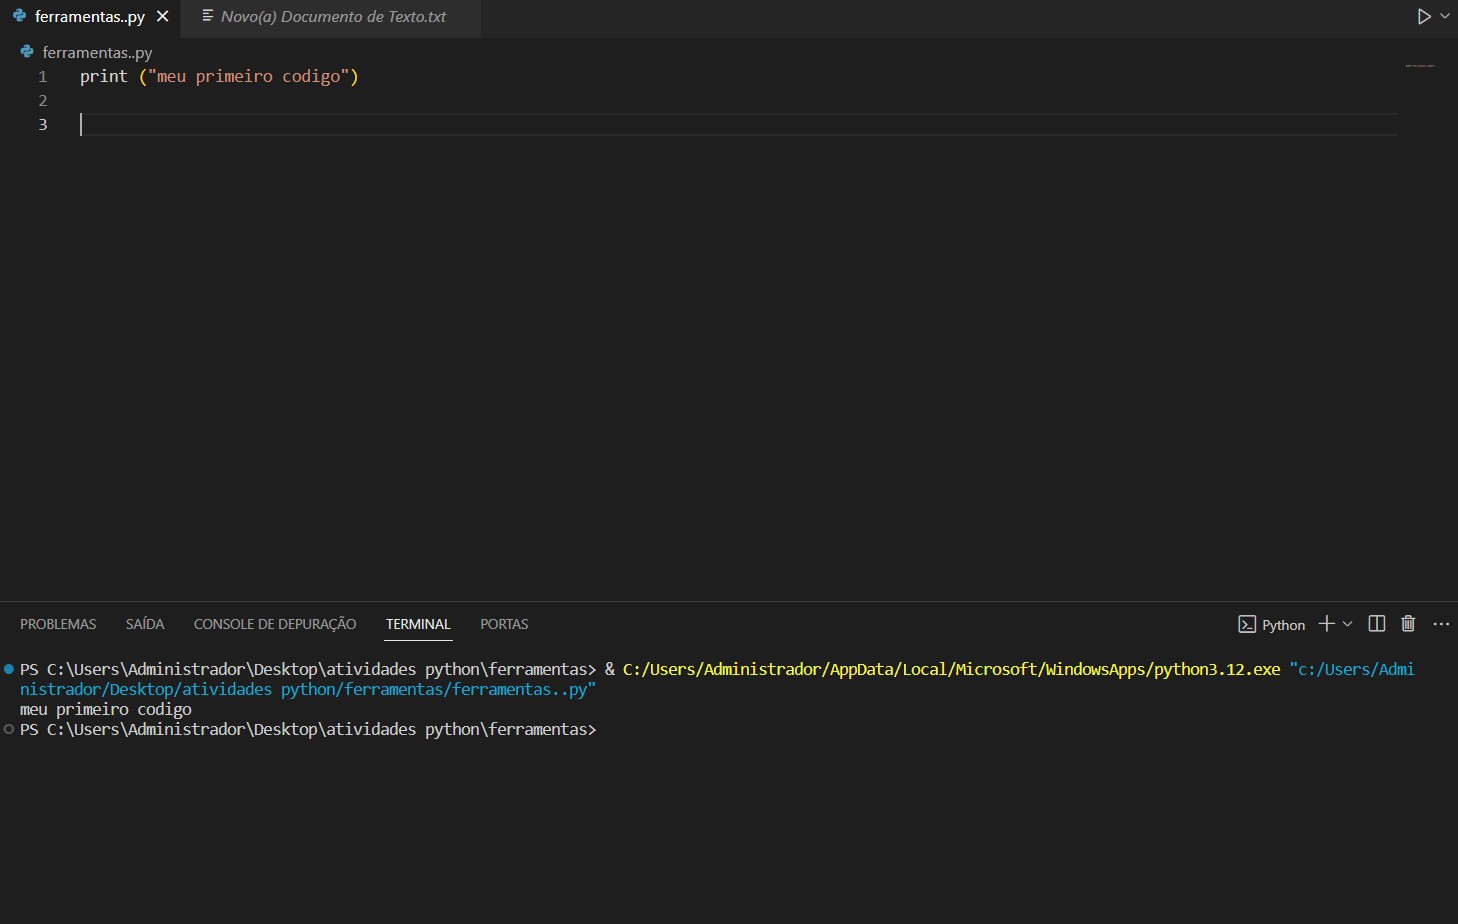 ferramentas..py Novo(a) Documento de Texto.txt
ferramentas..py
1 print ("meu primeiro codigo")
2
3
PROBLEMAS SAÍDA CONSOLE DE DEPURAÇÃO TERMINAL PORTAS Python
PS C:\Users\Administrador\Desktop\atividades python\ferramentas> & C:/Users/Administrador/AppData/Local/Microsoft/WindowsApps/python3.12.exe "c:/Users/Admi
nistrador/Desktop/atividades python/ferramentas/ferramentas..py"
meu primeiro codigo
PS C:\Users\Administrador\Desktop\atividades python\ferramentas>